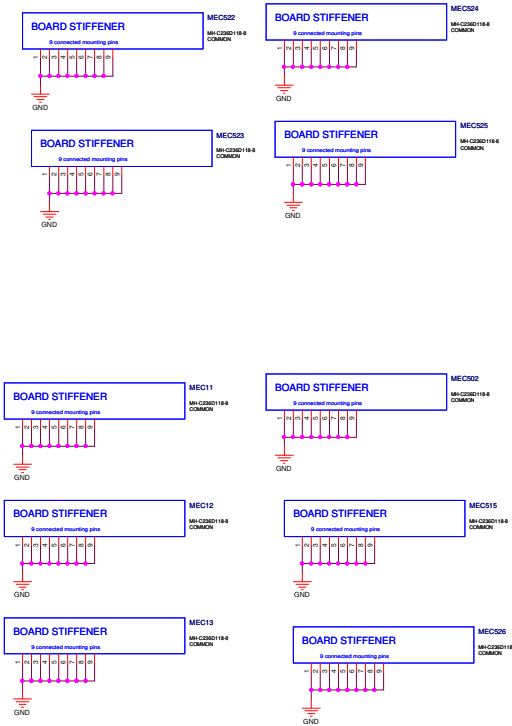 MEC522
BOARD STIFFENER
MH-C236D118-8
COMMON
9 connected mounting pins
1 2 3 4 5 6 7 8 9
GND
MEC524
BOARD STIFFENER
MH-C236D118-8
COMMON
9 connected mounting pins
1 2 3 4 5 6 7 8 9
GND
MEC523
BOARD STIFFENER
MH-C236D118-8
COMMON
9 connected mounting pins
1 2 3 4 5 6 7 8 9
GND
MEC525
BOARD STIFFENER
MH-C236D118-8
COMMON
9 connected mounting pins
1 2 3 4 5 6 7 8 9
GND
MEC11
BOARD STIFFENER
MH-C236D118-8
COMMON
9 connected mounting pins
1 2 3 4 5 6 7 8 9
GND
MEC502
BOARD STIFFENER
MH-C236D118-8
COMMON
9 connected mounting pins
1 2 3 4 5 6 7 8 9
GND
MEC12
BOARD STIFFENER
MH-C236D118-8
COMMON
9 connected mounting pins
1 2 3 4 5 6 7 8 9
GND
MEC515
BOARD STIFFENER
MH-C236D118-8
COMMON
9 connected mounting pins
1 2 3 4 5 6 7 8 9
GND
MEC13
BOARD STIFFENER
MH-C236D118-8
COMMON
9 connected mounting pins
1 2 3 4 5 6 7 8 9
GND
MEC526
BOARD STIFFENER
MH-C236D118-8
COMMON
9 connected mounting pins
1 2 3 4 5 6 7 8 9
GND